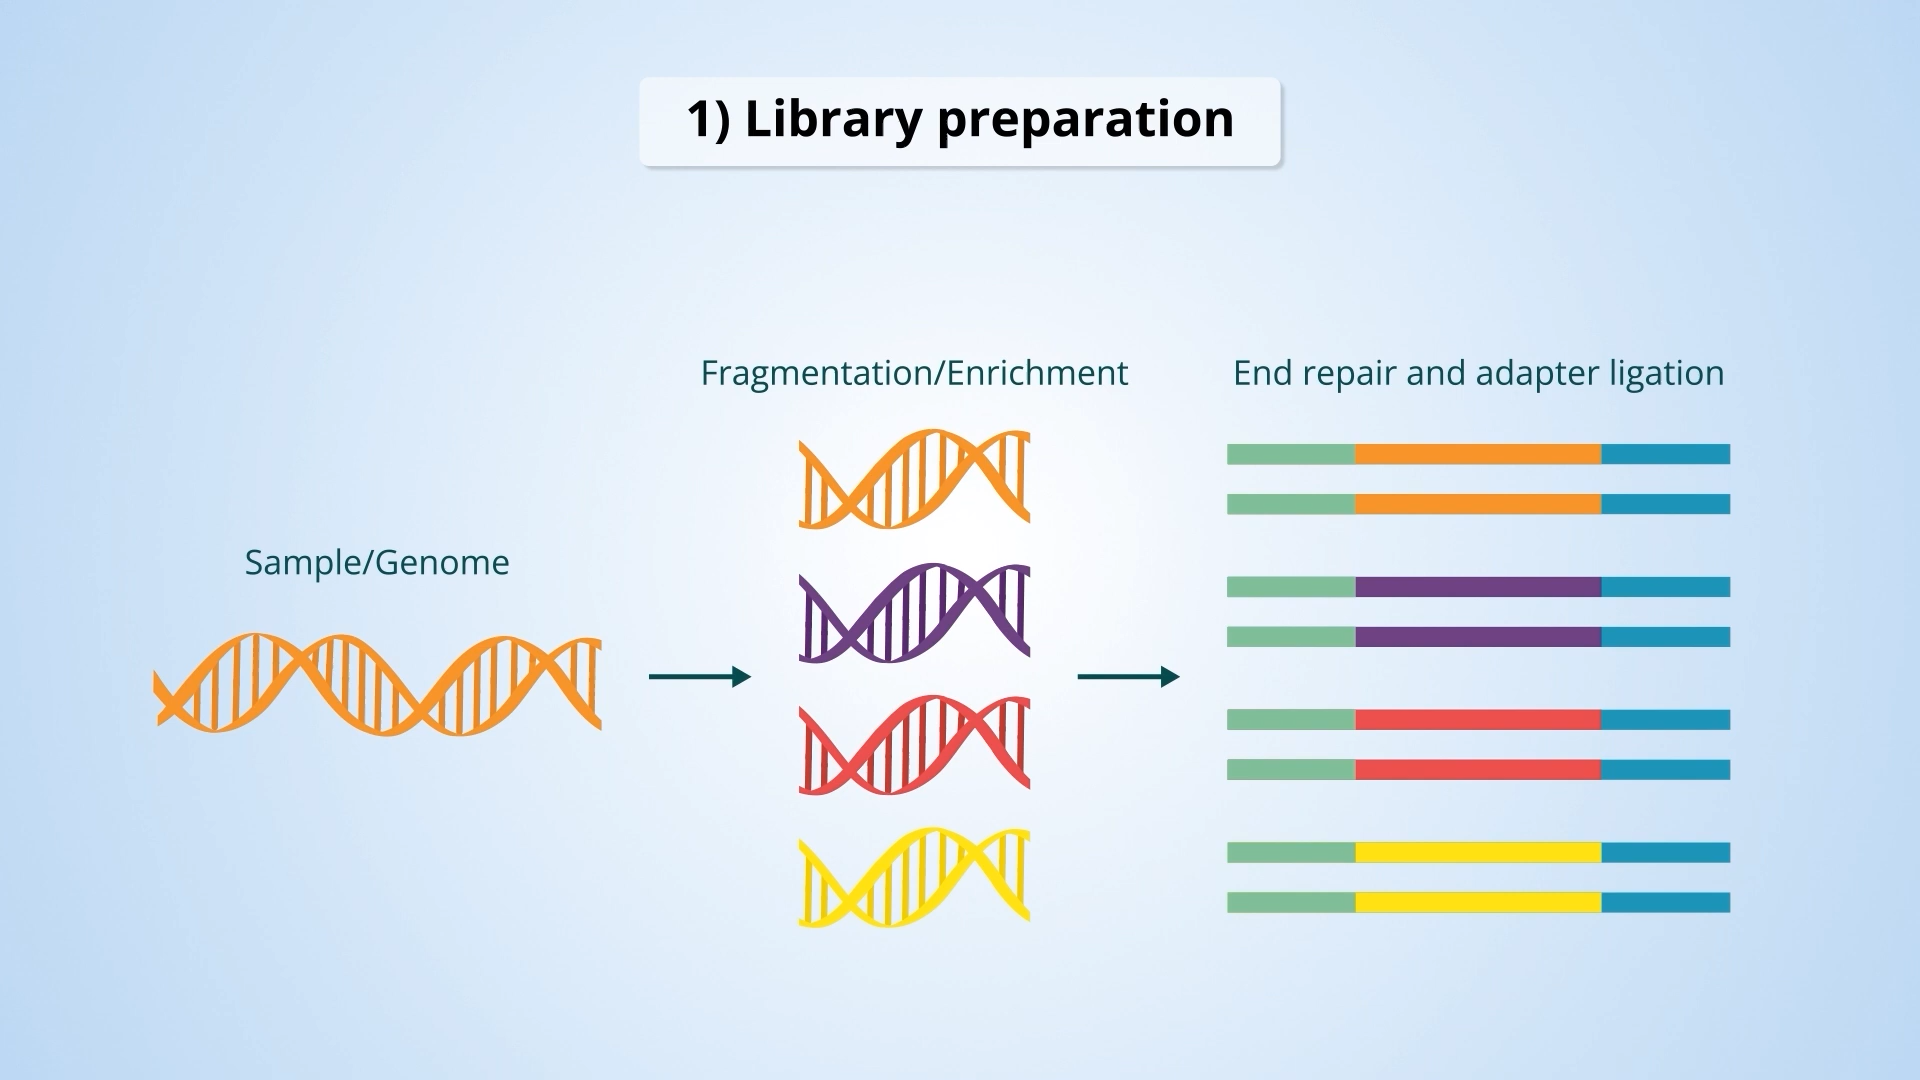 1) Library preparation
Sample/Genome
Fragmentation/Enrichment
End repair and adapter ligation